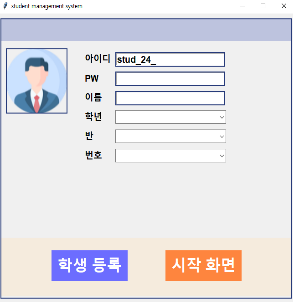 student management system
아이디 stud_24_
PW
이름
학년
반
번호
학생 등록
시작 화면